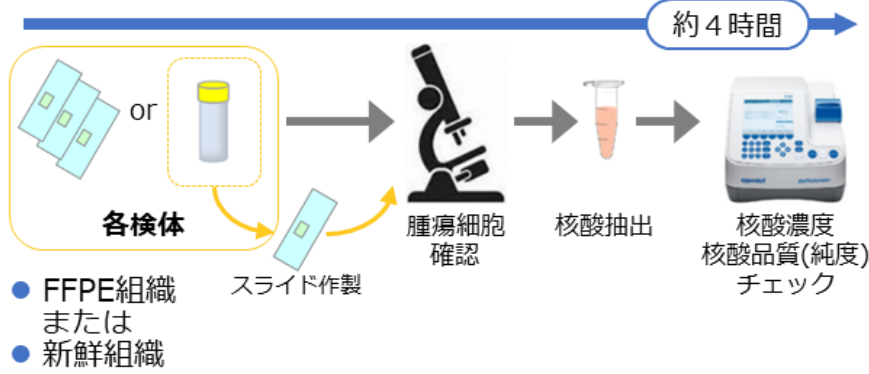 約４時間
or
各検体
スライド作製
腫瘍細胞
確認
核酸抽出
核酸濃度
核酸品質(純度)
チェック
● FFPE組織
または
● 新鮮組織
eppendorf